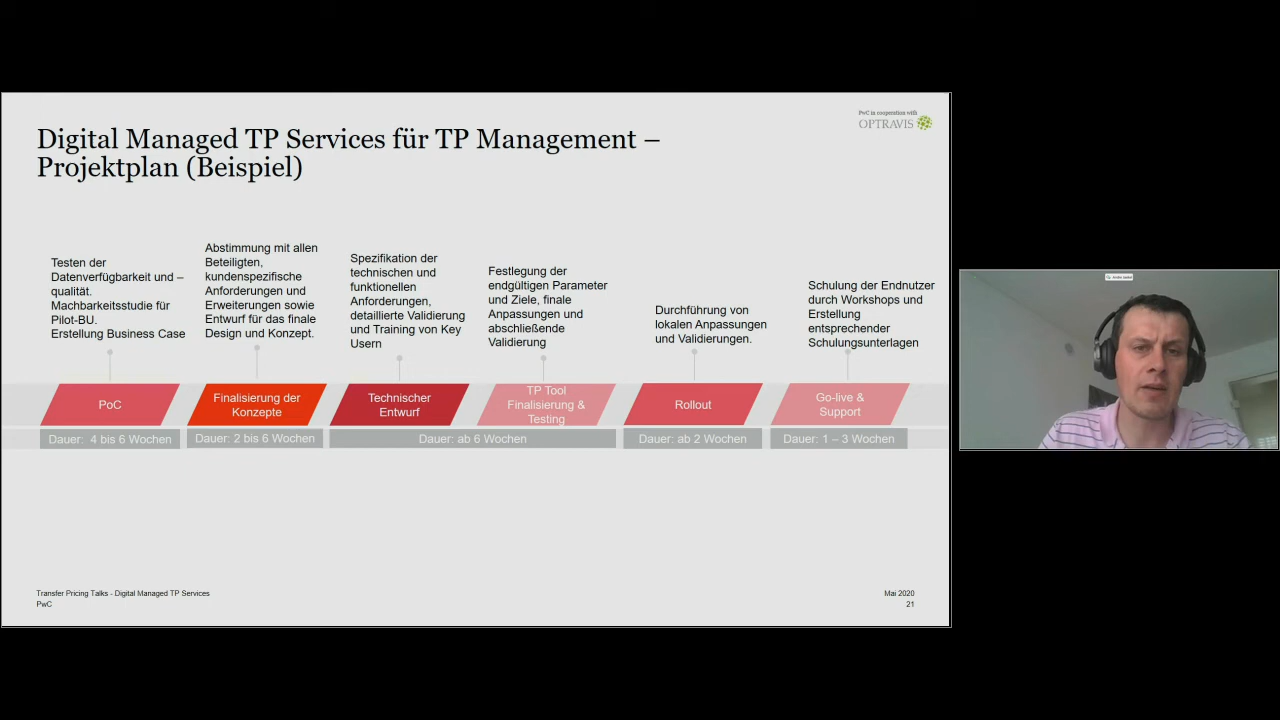 PwC in cooperation with
OPTRAVIS
Digital Managed TP Services für TP Management –
Projektplan (Beispiel)
Testen der
Datenverfügbarkeit und –
qualität.
Machbarkeitsstudie für
Pilot-BU.
Erstellung Business Case
Abstimmung mit allen
Beteiligten,
kundenspezifische
Anforderungen und
Erweiterungen sowie
Entwurf für das finale
Design und Konzept.
Spezifikation der
technischen und
funktionellen
Anforderungen,
detaillierte Validierung
und Training von Key
Usern
Festlegung der
endgültigen Parameter
und Ziele, finale
Anpassungen und
abschließende
Validierung
Durchführung von
lokalen Anpassungen
und Validierungen.
Schulung der Endnutzer
durch Workshops und
Erstellung
entsprechender
Schulungsunterlagen
PoC
Finalisierung der
Konzepte
Technischer
Entwurf
TP Tool
Finalisierung &
Testing
Rollout
Go-live &
Support
Dauer: 4 bis 6 Wochen
Dauer: 2 bis 6 Wochen
Dauer: ab 6 Wochen
Dauer: ab 2 Wochen
Dauer: 1 – 3 Wochen
Transfer Pricing Talks - Digital Managed TP Services
PwC
Mai 2020
21